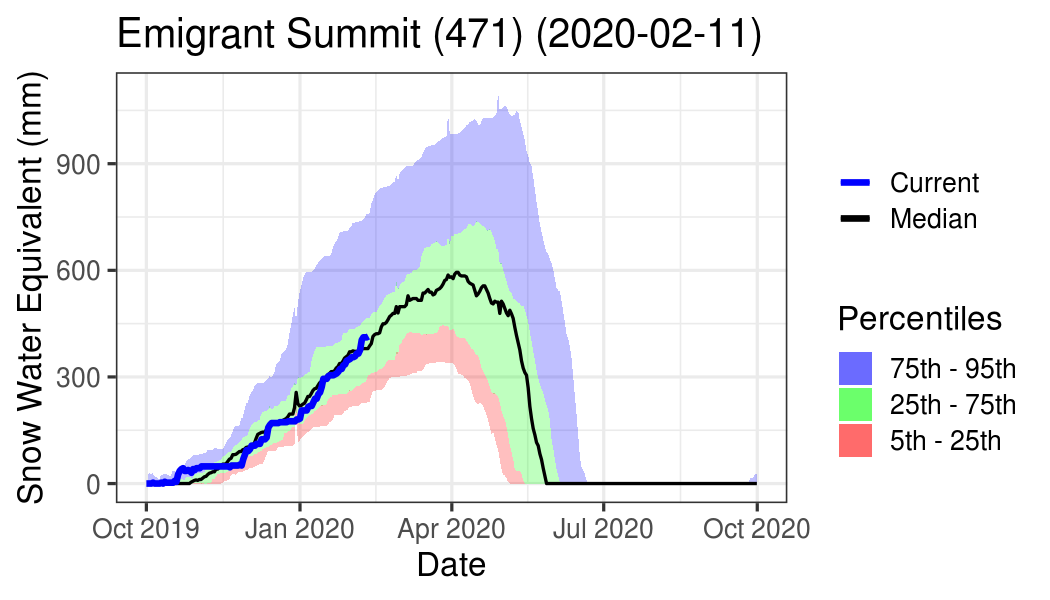 Emigrant Summit (471) (2020-02-11)
Snow Water Equivalent (mm)
900
600
300
0
Oct 2019
Jan 2020
Apr 2020
Jul 2020
Oct 2020
Date
Current
Median
Percentiles
75th - 95th
25th - 75th
5th - 25th